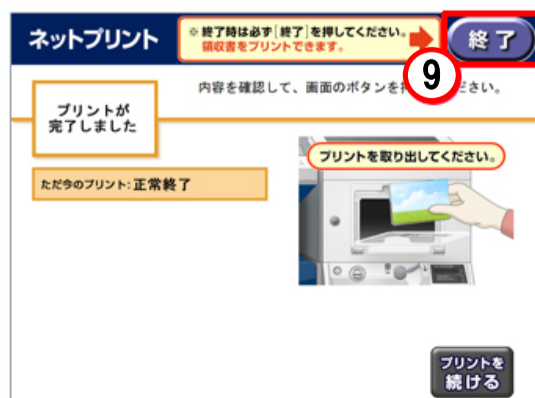 ネットプリント
※ 終了時は必ず[終了]を押してください。
領収書をプリントできます。
終了
9
内容を確認して、画面のボタンを押 ださい。
プリントが
完了しました
ただ今のプリント: 正常終了
プリントを取り出してください。
プリントを
続ける